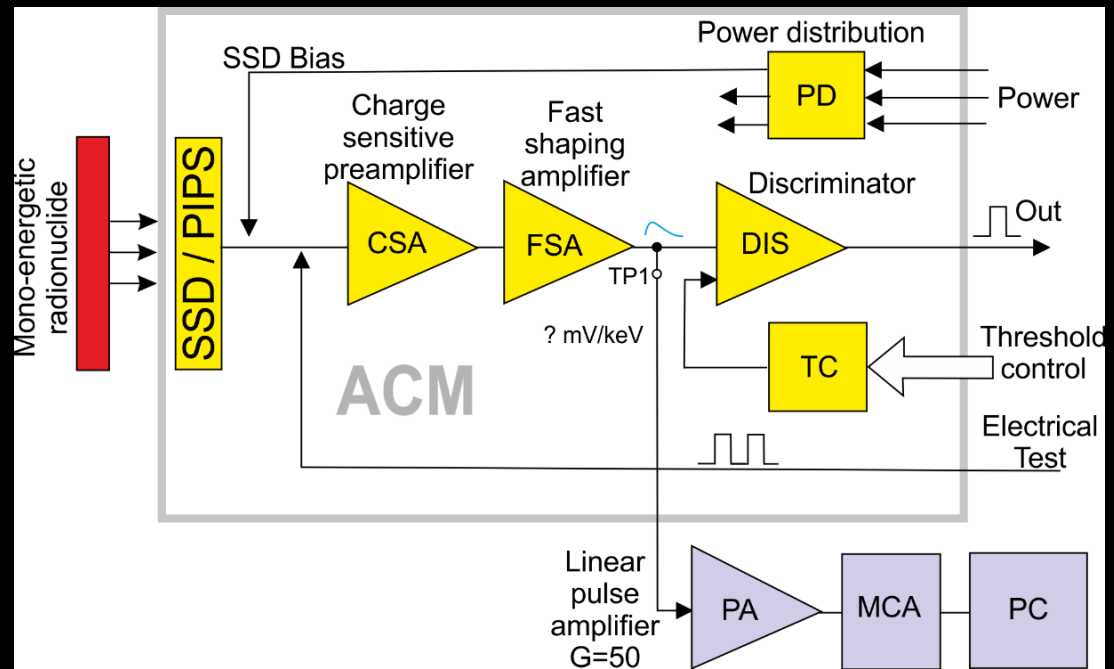 Power distribution
SSD Bias
PD
Power
Charge
sensitive
preamplifier
Fast
shaping
amplifier
Mono-energetic
radionuclide
SSD / PIPS
CSA
FSA
Discriminator
DIS
Out
TP1
? mV/keV
TC
Threshold
control
ACM
Electrical
Test
Linear
pulse
amplifier
G=50
PA
MCA
PC